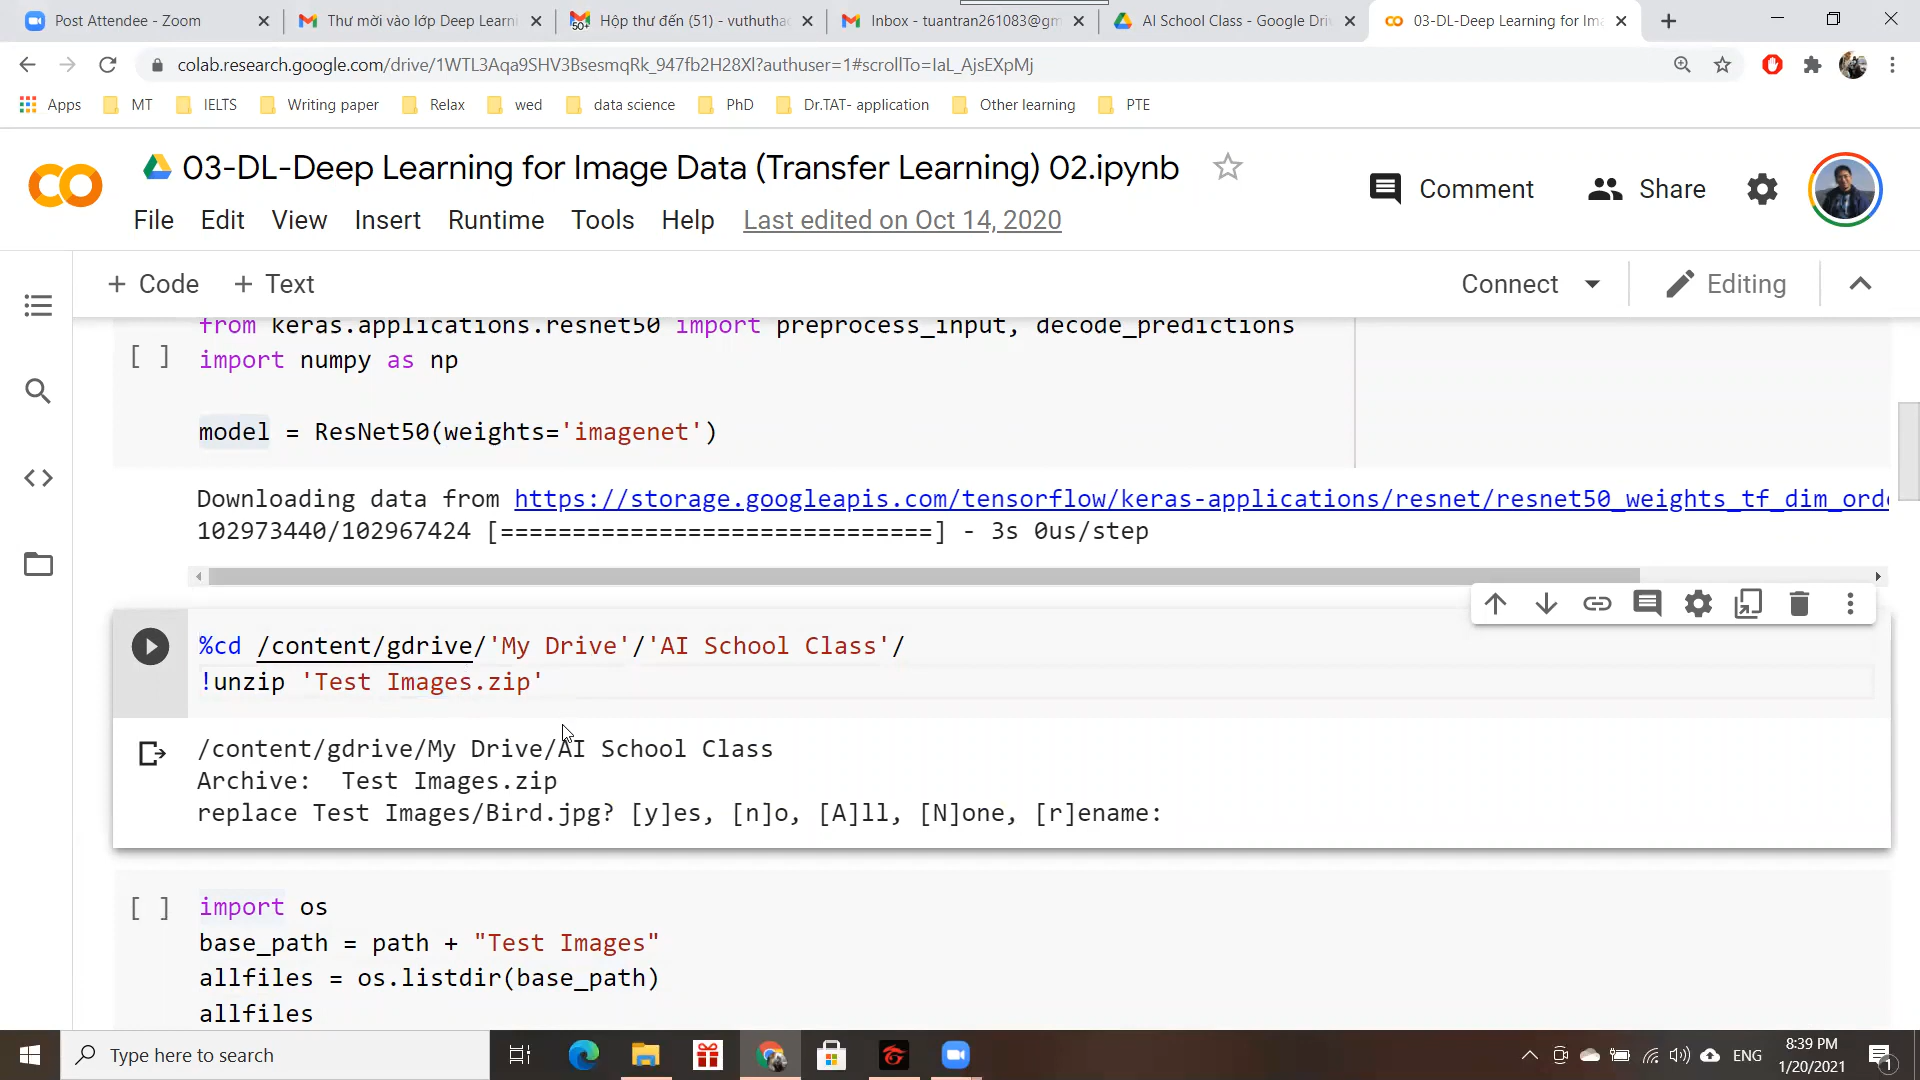 Post Attendee - Zoom
Thư mời vào lớp Deep Learni
Hộp thư đến (51) - vuthutha
Inbox - tuantran261083@gm
AI School Class - Google Dri
03-DL-Deep Learning for Im
colab.research.google.com/drive/1WTL3Aqa9SHV3BsesmqRk_947fb2H28Xl?authuser=1#scrollTo=IaL_AjsEXpMj
Apps
MT
IELTS
Writing paper
Relax
wed
data science
PhD
Dr.TAT- application
Other learning
PTE
03-DL-Deep Learning for Image Data (Transfer Learning) 02.ipynb
Comment
Share
File Edit View Insert Runtime Tools Help Last edited on Oct 14, 2020
+ Code + Text
Connect
Editing
from keras.applications.resnet50 import preprocess_input, decode_predictions
[ ] import numpy as np
model = ResNet50(weights='imagenet')
Downloading data from https://storage.googleapis.com/tensorflow/keras-applications/resnet/resnet50_weights_tf_dim_orde
102973440/102967424 [==============================] - 3s 0us/step
%cd /content/gdrive/'My Drive'/'AI School Class'/
!unzip 'Test Images.zip'
/content/gdrive/My Drive/AI School Class
Archive:  Test Images.zip
replace Test Images/Bird.jpg? [y]es, [n]o, [A]ll, [N]one, [r]ename:
[ ] import os
base_path = path + "Test Images"
allfiles = os.listdir(base_path)
allfiles
Type here to search
ENG
8:39 PM
1/20/2021
1